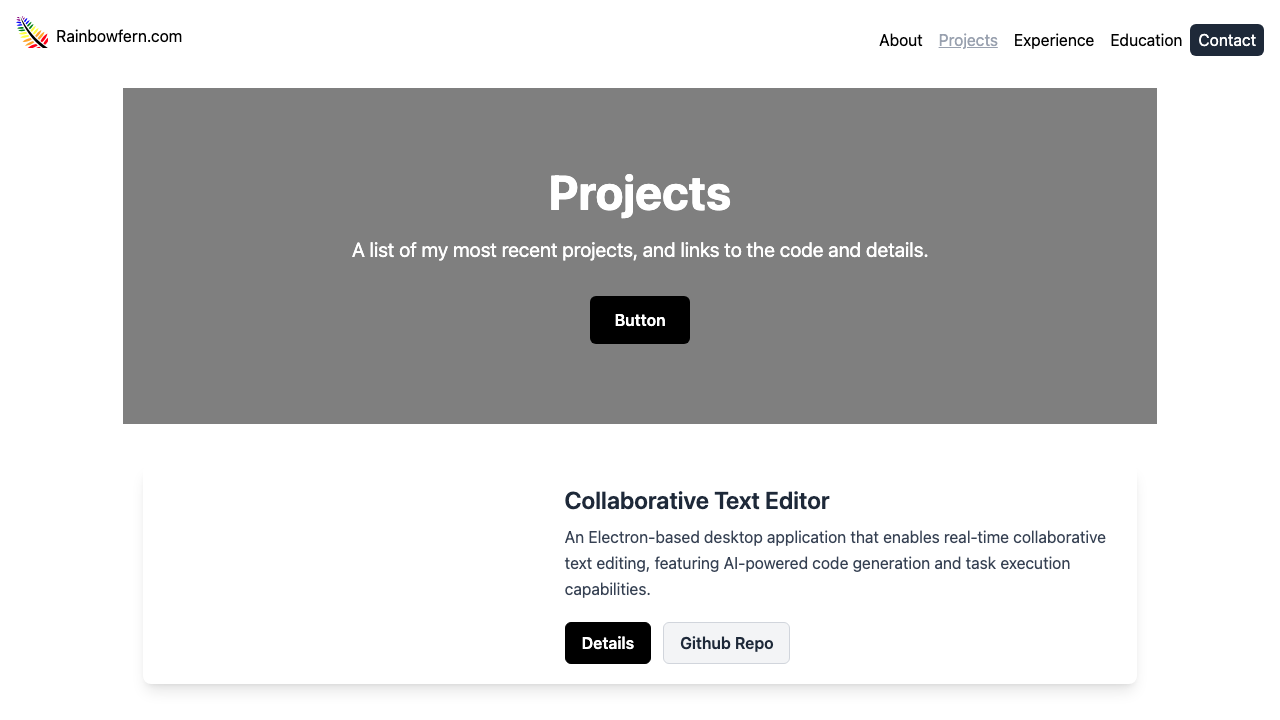 Rainbowfern.com
About Projects Experience Education Contact
Projects
A list of my most recent projects, and links to the code and details.
Button
Collaborative Text Editor
An Electron-based desktop application that enables real-time collaborative
text editing, featuring AI-powered code generation and task execution
capabilities.
Details Github Repo